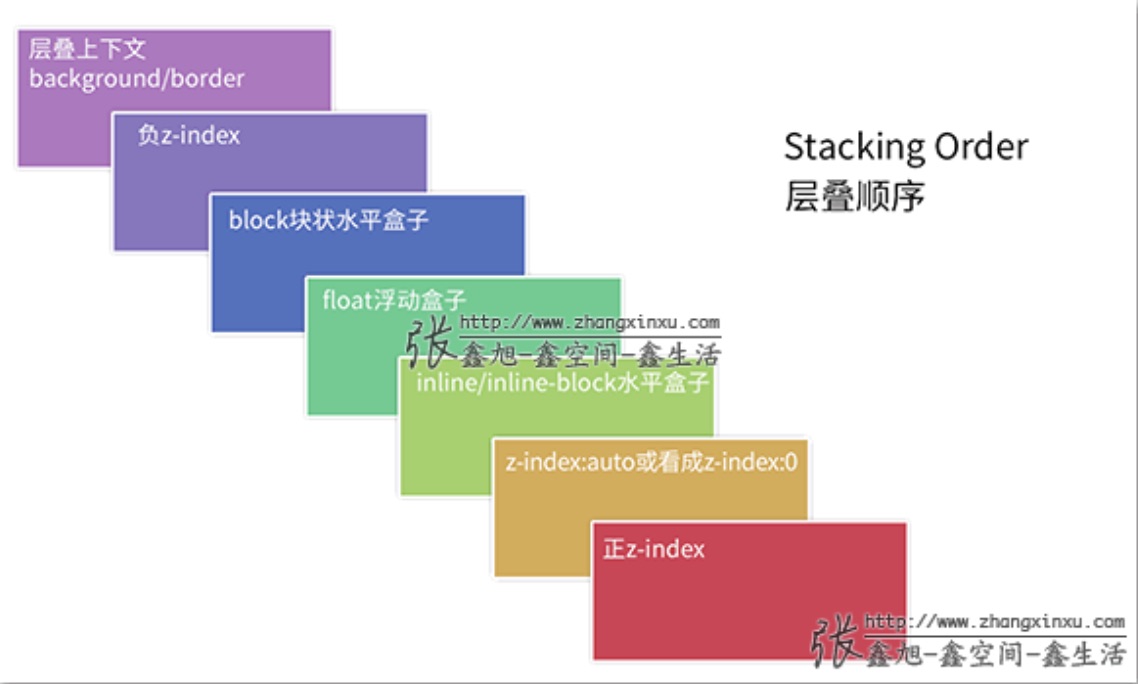 层叠上下文
background/border
负z-index
Stacking Order
层叠顺序
block块状水平盒子
float浮动盒子
http://www.zhangxinxu.com
张鑫旭-鑫空间-鑫生活
inline/inline-block水平盒子
z-index:auto或看成z-index:0
正z-index
http://www.zhangxinxu.com
张鑫旭-鑫空间-鑫生活